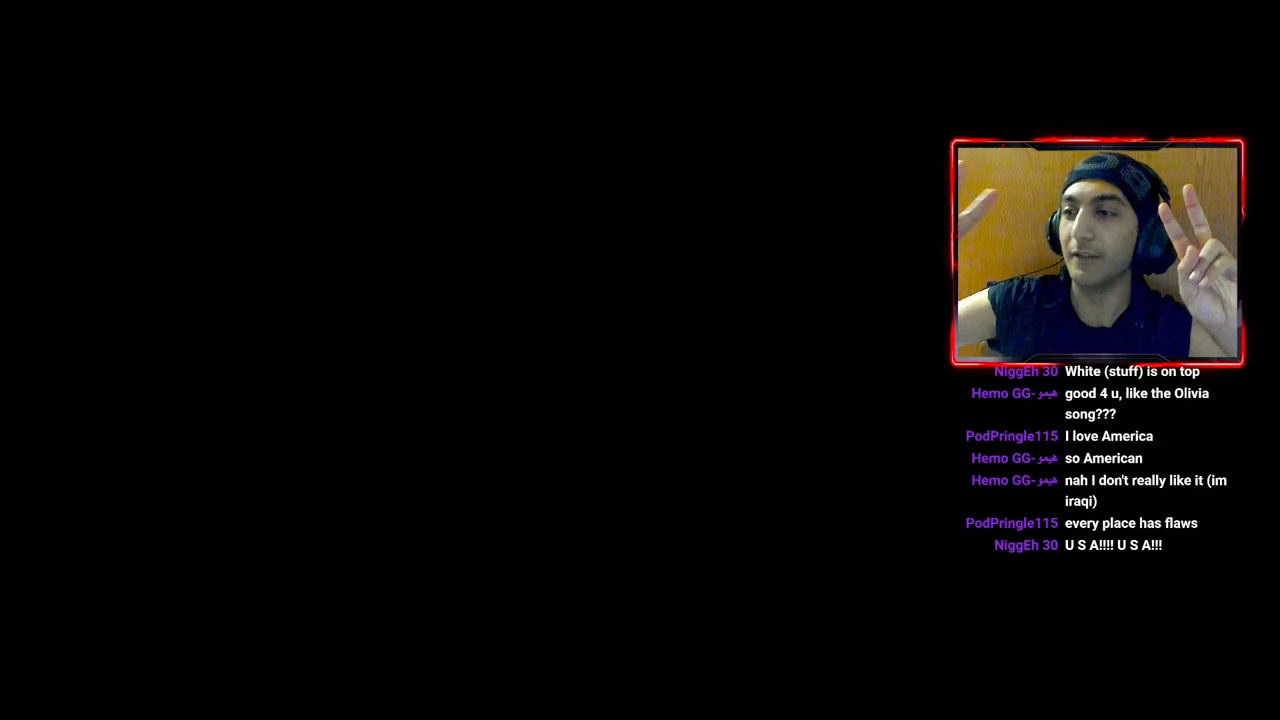 NiggEh 30 White (stuff) is on top
Hemo GG-هيمو good 4 u, like the Olivia
song???
PodPringle115 I love America
Hemo GG-هيمو so American
Hemo GG-هيمو nah I don't really like it (im
iraqi)
PodPringle115 every place has flaws
NiggEh 30 U S A!!!! U S A!!!